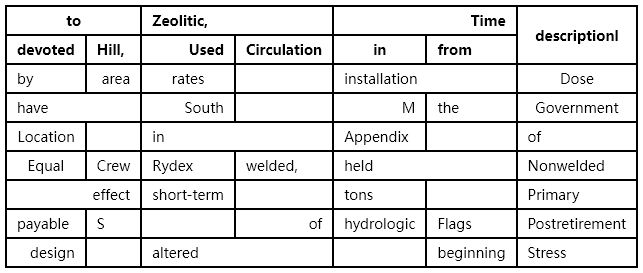 to Zeolitic, Time descriptionl
devoted Hill, Used Circulation in from
by area rates installation Dose
have South M the Government
Location in Appendix of
Equal Crew Rydex welded, held Nonwelded
effect short-term tons Primary
payable S of hydrologic Flags Postretirement
design altered beginning Stress